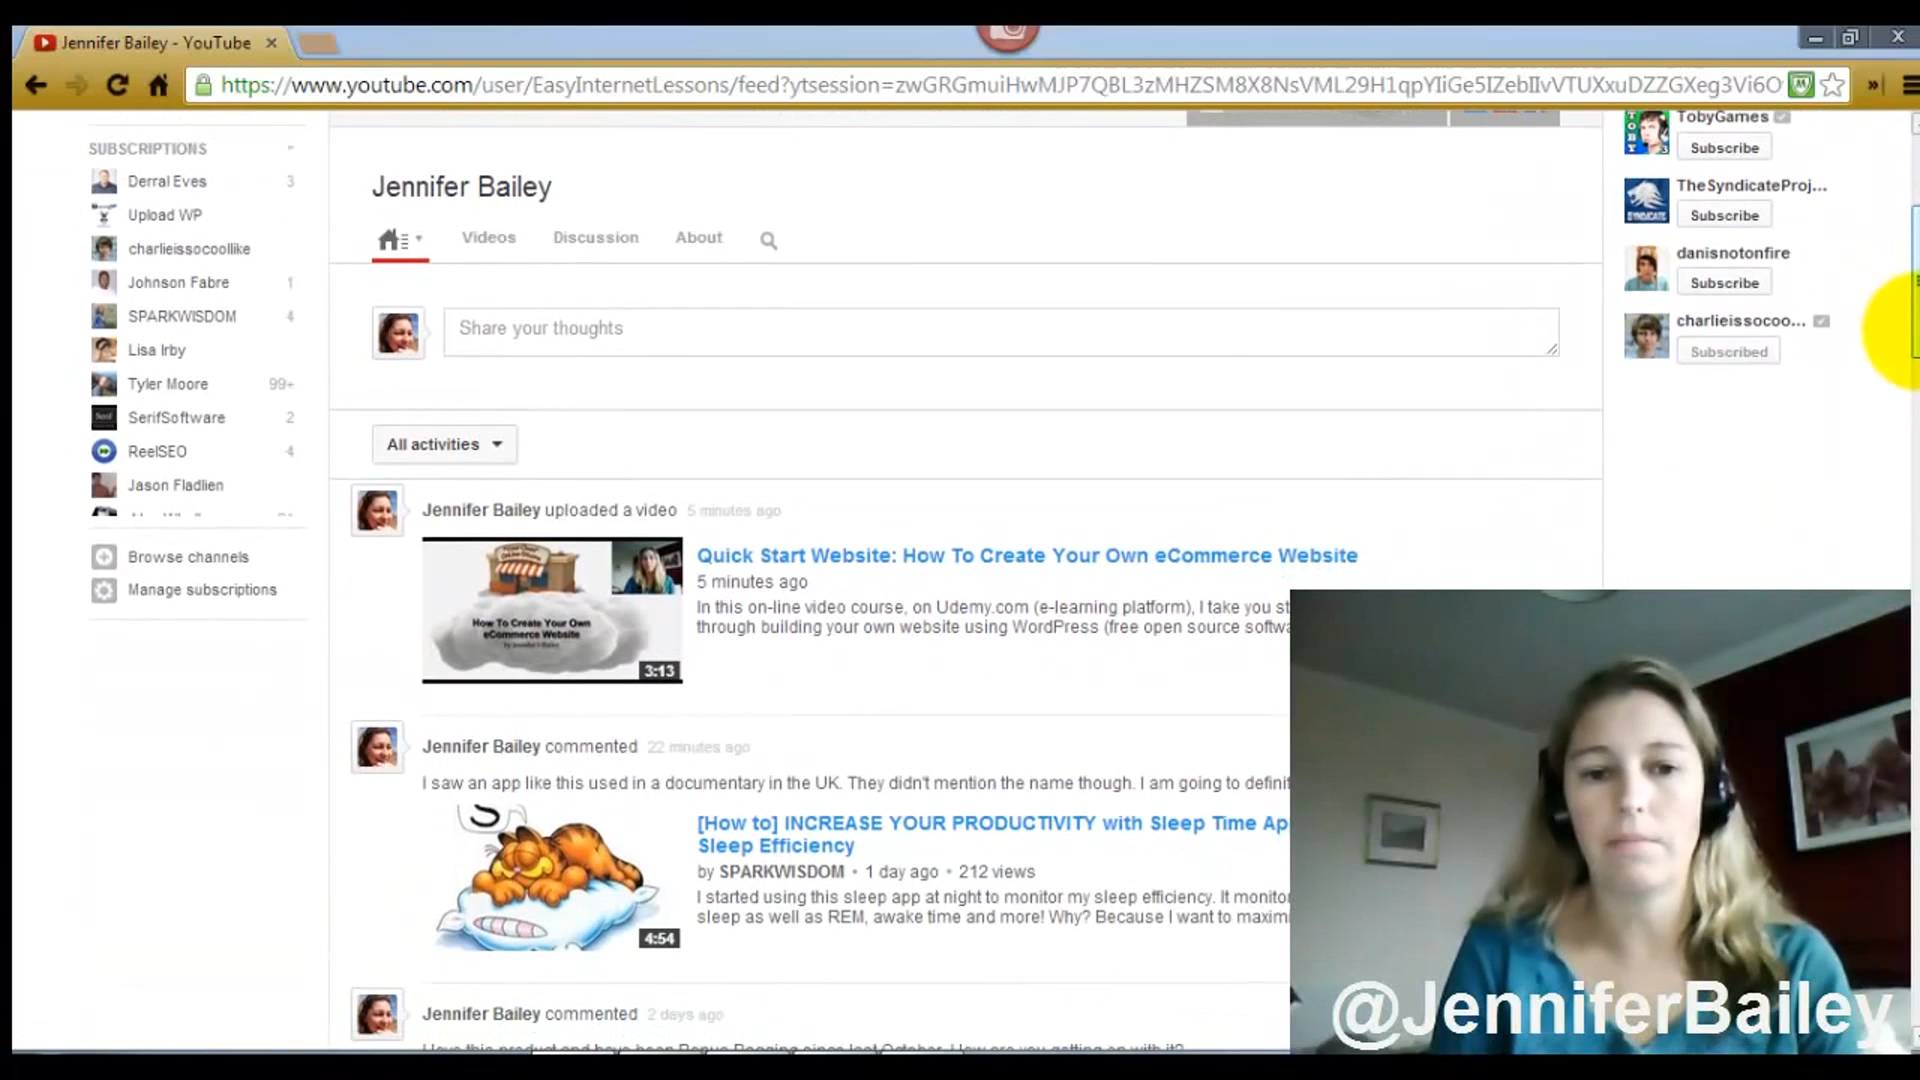 Jennifer Bailey - YouTube
https://www.youtube.com/user/EasyInternetLessons/feed?ytsession=
SUBSCRIPTIONS
Derral Eves 3
Upload WP
charlieissocoollike
Johnson Fabre 1
SPARKWISDOM 4
Lisa Irby
Tyler Moore 99+
SerifSoftware 2
ReelSEO 4
Jason Fladlien
Browse channels
Manage subscriptions
Jennifer Bailey
Videos Discussion About
Share your thoughts
All activities
Jennifer Bailey uploaded a video 5 minutes ago
How To Create Your Own
eCommerce Website
3:13
Quick Start Website: How To Create Your Own eCommerce Website
5 minutes ago
In this on-line video course, on Udemy.com (e-learning platform), I take you st
through building your own website using WordPress (free open source softwa
Jennifer Bailey commented 22 minutes ago
I saw an app like this used in a documentary in the UK. They didn't mention the name though. I am going to definit
S
4:54
[How to] INCREASE YOUR PRODUCTIVITY with Sleep Time Ap
Sleep Efficiency
by SPARKWISDOM • 1 day ago • 212 views
I started using this sleep app at night to monitor my sleep efficiency. It monito
sleep as well as REM, awake time and more! Why? Because I want to maxim
Jennifer Bailey commented 2 days ago
TobyGames
Subscribe
TheSyndicateProj...
Subscribe
danisnotonfire
Subscribe
charlieissocoo...
Subscribed
@JenniferBailey